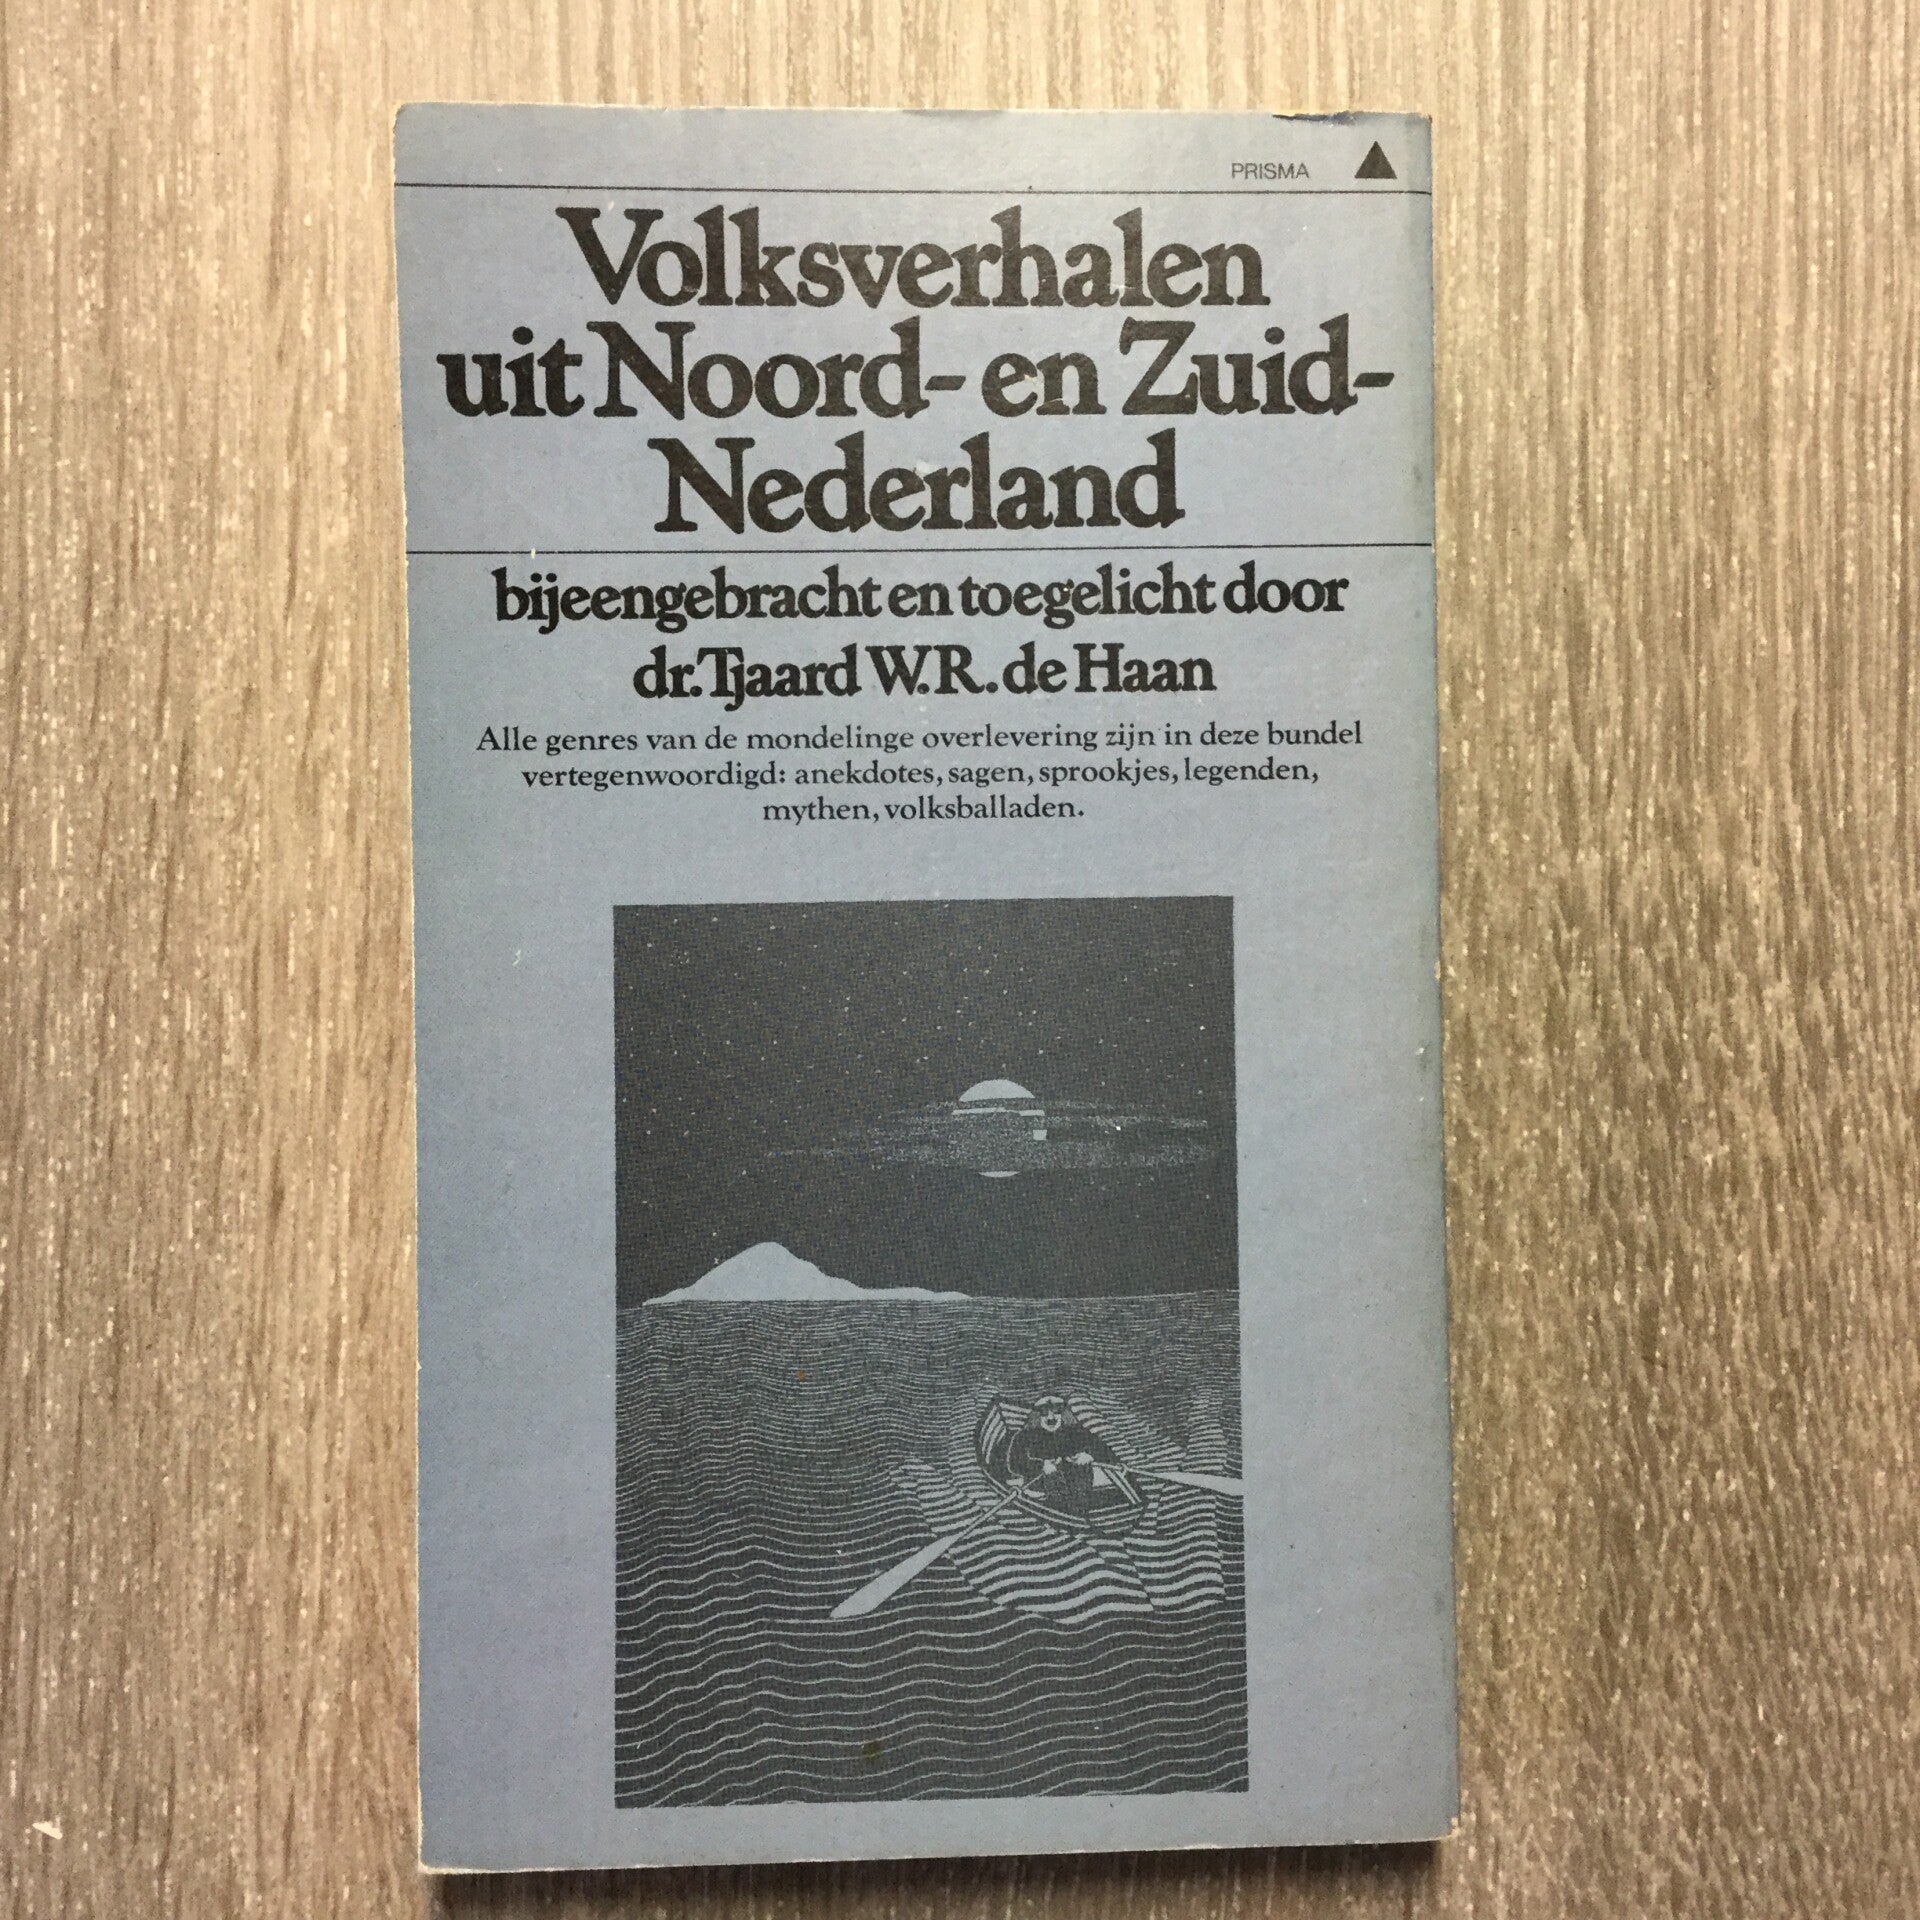 PRISMA
Volksverhalen
uit Noord- en Zuid-
Nederland
bijeengebracht en toegelicht door
dr. Tjaard W.R. de Haan
Alle genres van de mondelinge overlevering zijn in deze bundel
vertegenwoordigd: anekdotes, sagen, sprookjes, legenden,
mythen, volksballaden.